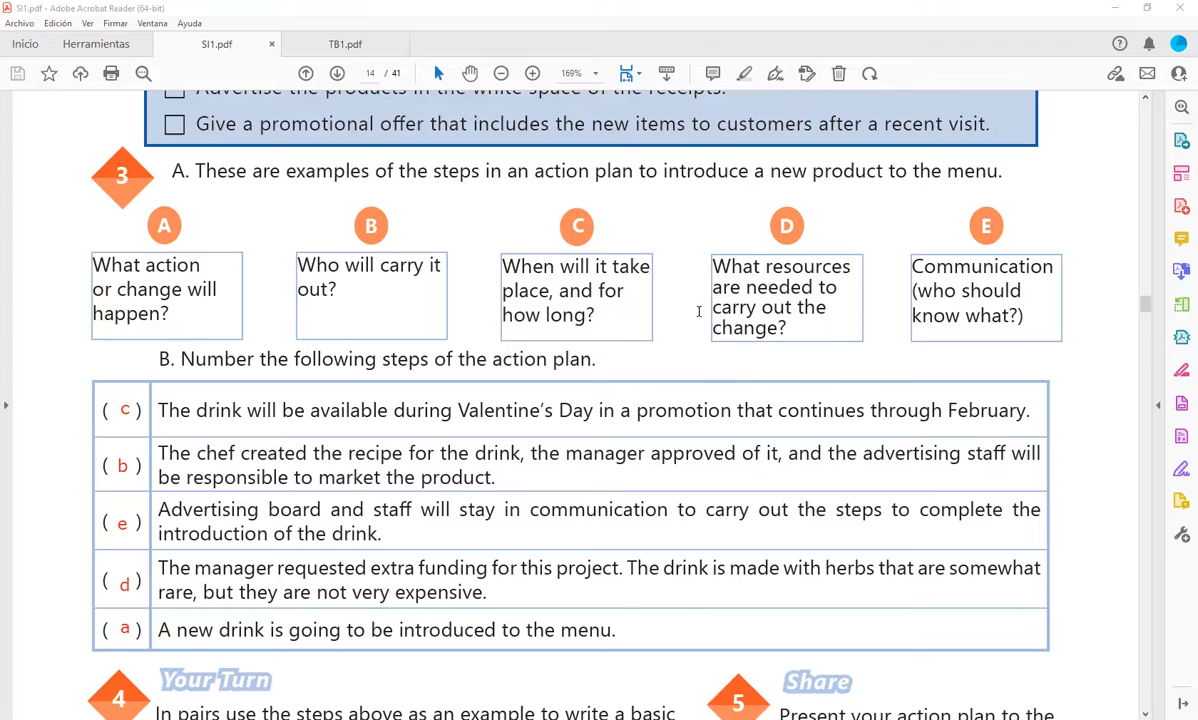 SI1.pdf - Adobe Acrobat Reader (64-bit)
Archivo Edición Ver Firmar Ventana Ayuda
Inicio Herramientas SI1.pdf × TB1.pdf
14 / 41 169%
Advertise the products in the white space of the receipts.
Give a promotional offer that includes the new items to customers after a recent visit.
3 A. These are examples of the steps in an action plan to introduce a new product to the menu.
A
What action
or change will
happen?
B
Who will carry it
out?
C
When will it take
place, and for
how long?
D
What resources
are needed to
carry out the
change?
E
Communication
(who should
know what?)
B. Number the following steps of the action plan.
( c ) The drink will be available during Valentine's Day in a promotion that continues through February.
( b ) The chef created the recipe for the drink, the manager approved of it, and the advertising staff will
be responsible to market the product.
( e ) Advertising board and staff will stay in communication to carry out the steps to complete the
introduction of the drink.
( d ) The manager requested extra funding for this project. The drink is made with herbs that are somewhat
rare, but they are not very expensive.
( a ) A new drink is going to be introduced to the menu.
4 Your Turn
In pairs use the steps above as an example to write a basic
5 Share
Present your action plan to the